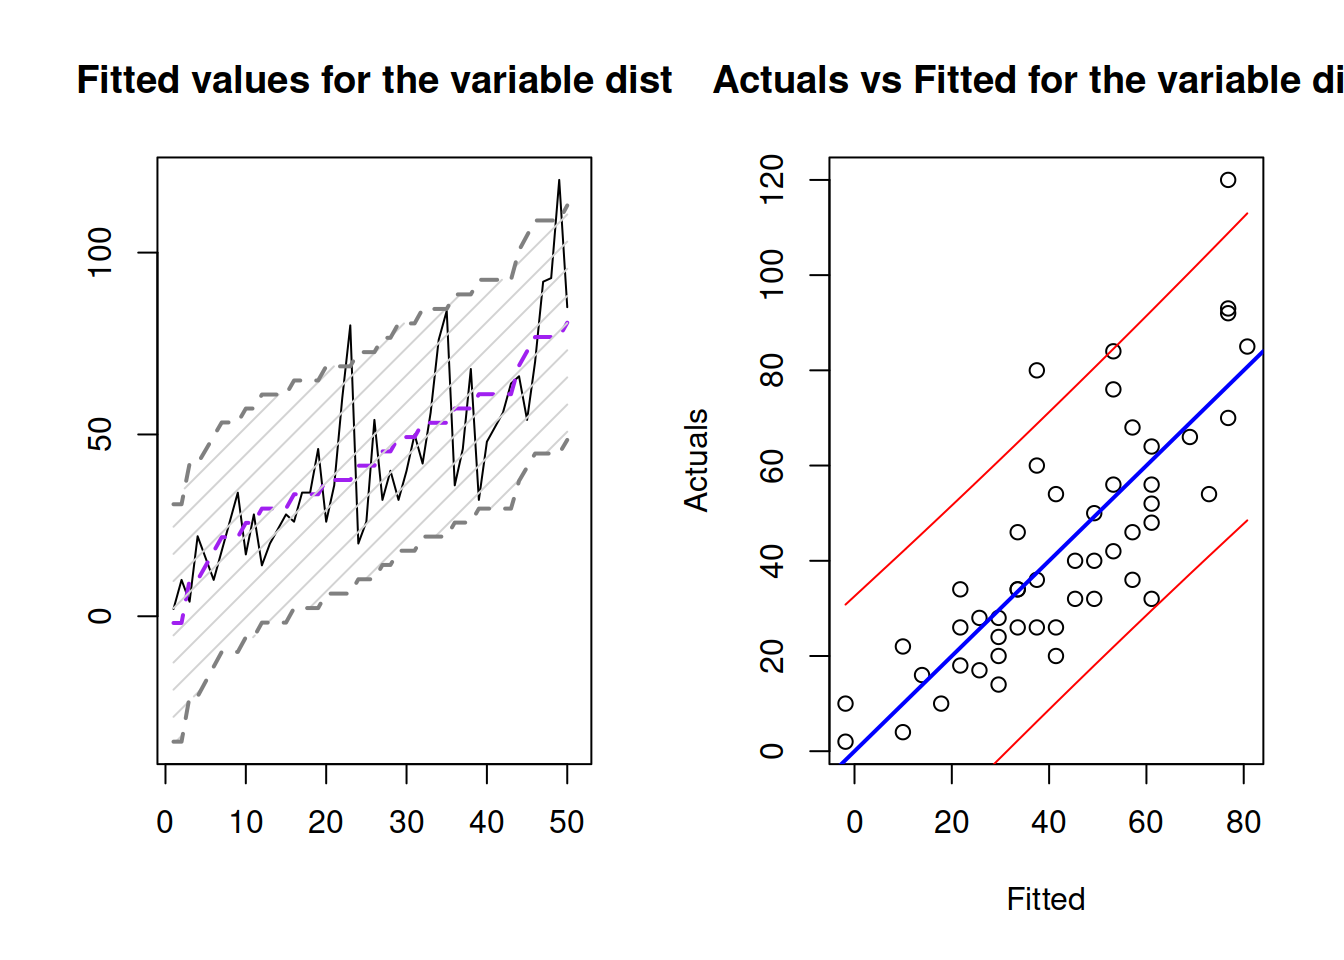 Fitted values for the variable dist
100
50
0
0 10 20 30 40 50
Actuals vs Fitted for the variable di
120
100
80
60
40
20
0
Actuals
0 20 40 60 80
Fitted